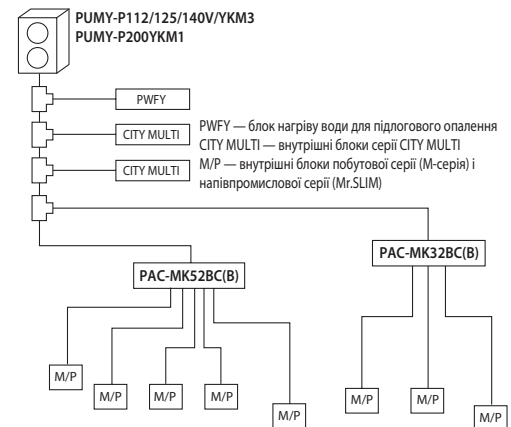 PUMY-P112/125/140V/YKM3
PUMY-P200YKM1
PWFY
CITY MULTI
CITY MULTI
PWFY — блок нагріву води для підлогового опалення
CITY MULTI — внутрішні блоки серії CITY MULTI
M/P — внутрішні блоки побутової серії (М-серія) і
напівпромислової серії (Mr.SLIM)
PAC-MK52BC(B)
PAC-MK32BC(B)
M/P
M/P
M/P
M/P
M/P
M/P
M/P
M/P